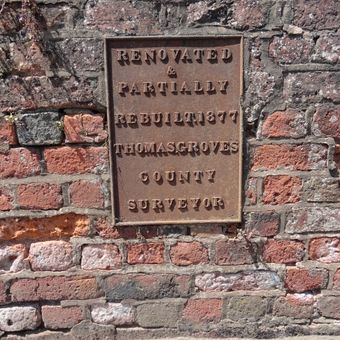 RENOVATED
&
PARTIALLY
REBUILT.1877
THOMAS.GROVES
COUNTY
SURVEYOR